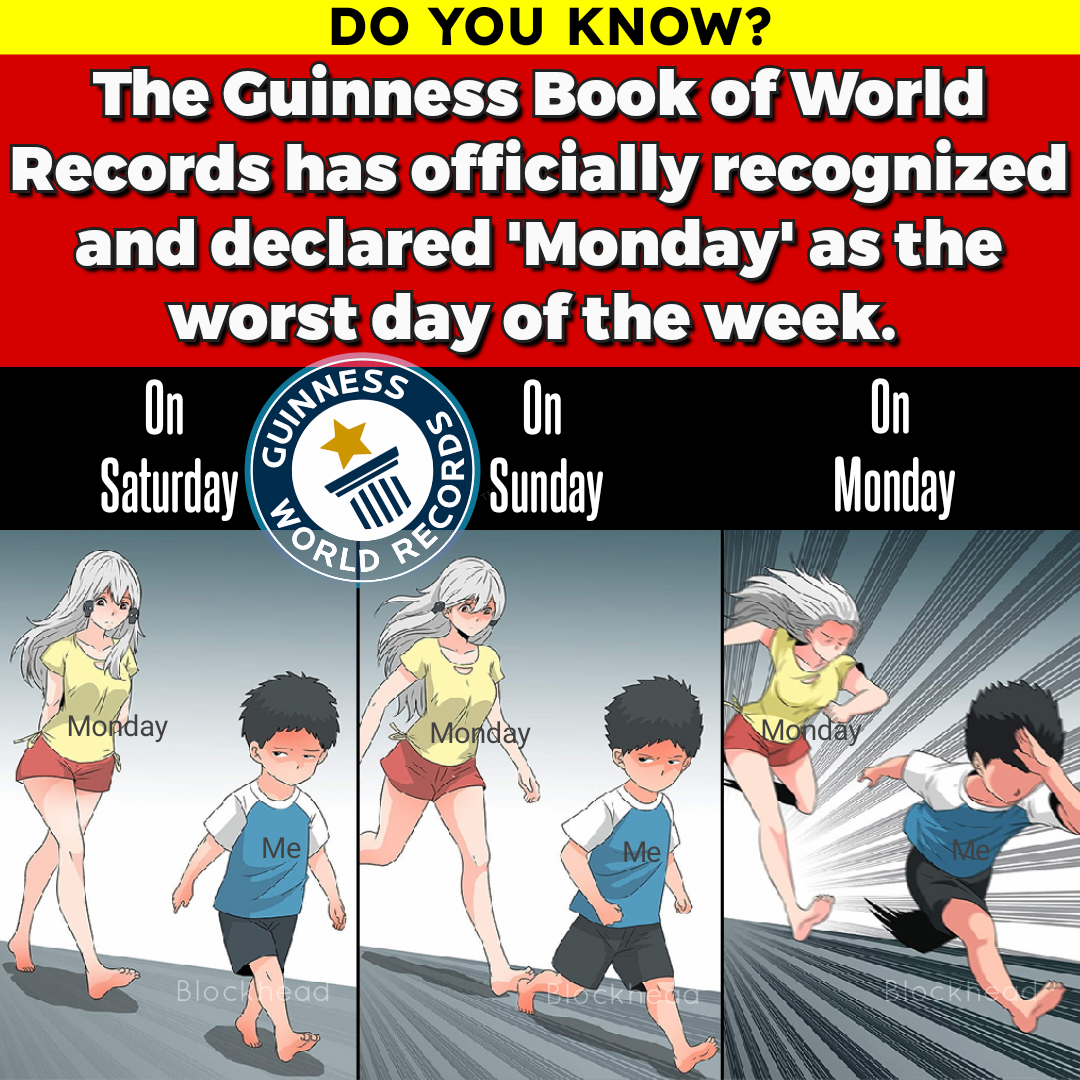 DO YOU KNOW?
The Guinness Book of World
Records has officially recognized
and declared 'Monday' as the
worst day of the week.
On
Saturday
GUINNESS WORLD RECORDS
On
Sunday
On
Monday
Monday
Me
Monday
Me
Monday
Me
Blockhead
Blockhead
Blockhead